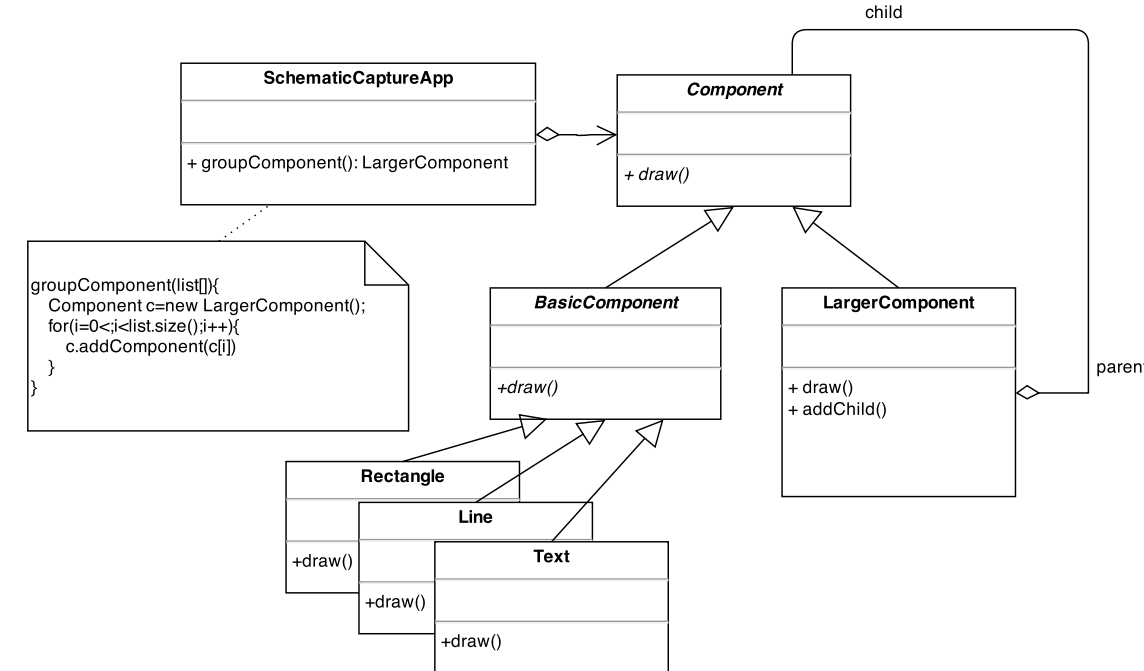 child
SchematicCaptureApp
+ groupComponent(): LargerComponent
Component
+ draw()
groupComponent(list[]){
Component c=new LargerComponent();
for(i=0<;i<list.size();i++){
c.addComponent(c[i])
}
}
BasicComponent
+draw()
LargerComponent
+ draw()
+ addChild()
paren
Rectangle
+draw()
Line
+draw()
Text
+draw()